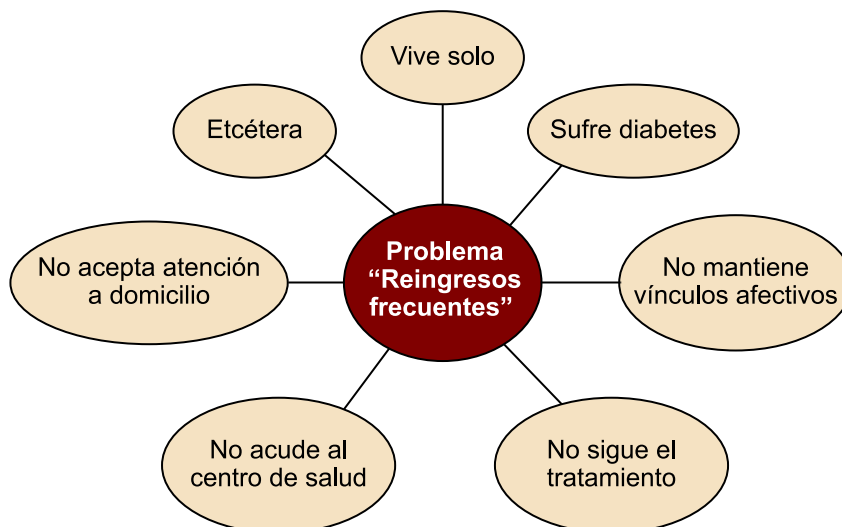 Vive solo
Etcétera
Sufre diabetes
No acepta atención
a domicilio
Problema
“Reingresos
frecuentes”
No mantiene
vínculos afectivos
No acude al
centro de salud
No sigue el
tratamiento